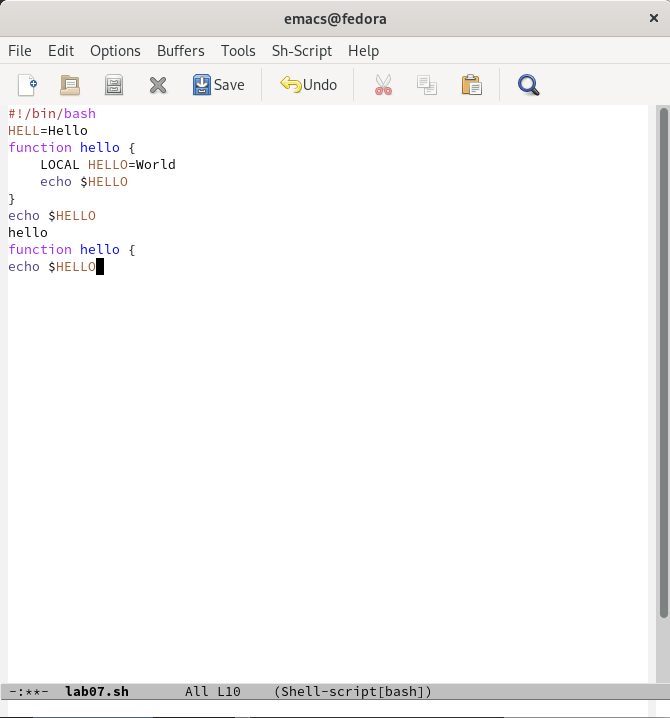 emacs@fedora
File Edit Options Buffers Tools Sh-Script Help
Save Undo
#!/bin/bash
HELL=Hello
function hello {
    LOCAL HELLO=World
    echo $HELLO
}
echo $HELLO
hello
function hello {
echo $HELLO
-:**-  lab07.sh       All L10    (Shell-script[bash])